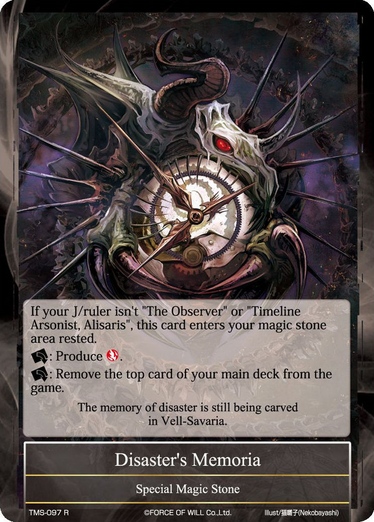 If your J/ruler isn't "The Observer" or "Timeline
Arsonist, Alisaris", this card enters your magic stone
area rested.
: Produce .
: Remove the top card of your main deck from the
game.
The memory of disaster is still being carved
in Vell-Savaria.
Disaster's Memoria
Special Magic Stone
TMS-097 R ©FORCE OF WILL Co.,Ltd. Illust/猫囃子(Nekobayashi)